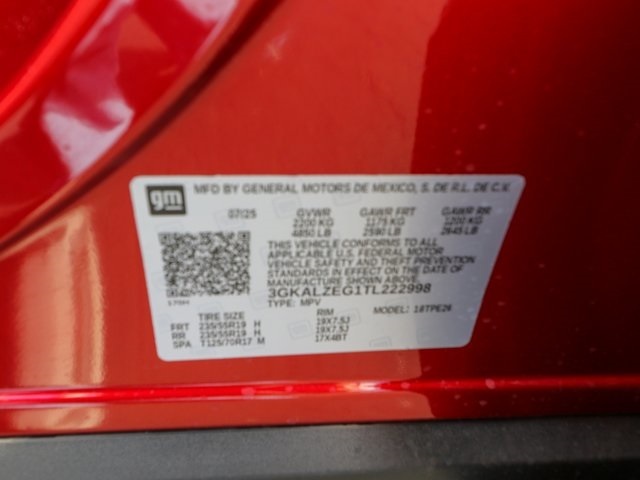 gm
MFD BY GENERAL MOTORS DE MEXICO, S. DE R.L. DE C.V.
07/25 GVWR GAWR FRT GAWR RR
2200 KG 1175 KG 1200 KG
4850 LB 2590 LB 2645 LB
THIS VEHICLE CONFORMS TO ALL
APPLICABLE U.S. FEDERAL MOTOR
VEHICLE SAFETY AND THEFT PREVENTION
STANDARDS IN EFFECT ON THE DATE OF
MANUFACTURE SHOWN ABOVE.
3GKALZEG1TL222998
TYPE: MPV MODEL: 1XTPE26
TIRE SIZE RIM
FRT 235/55R19 H 19X7.5J
RR 235/55R19 H 19X7.5J
SPA T125/70R17 M 17X4BT